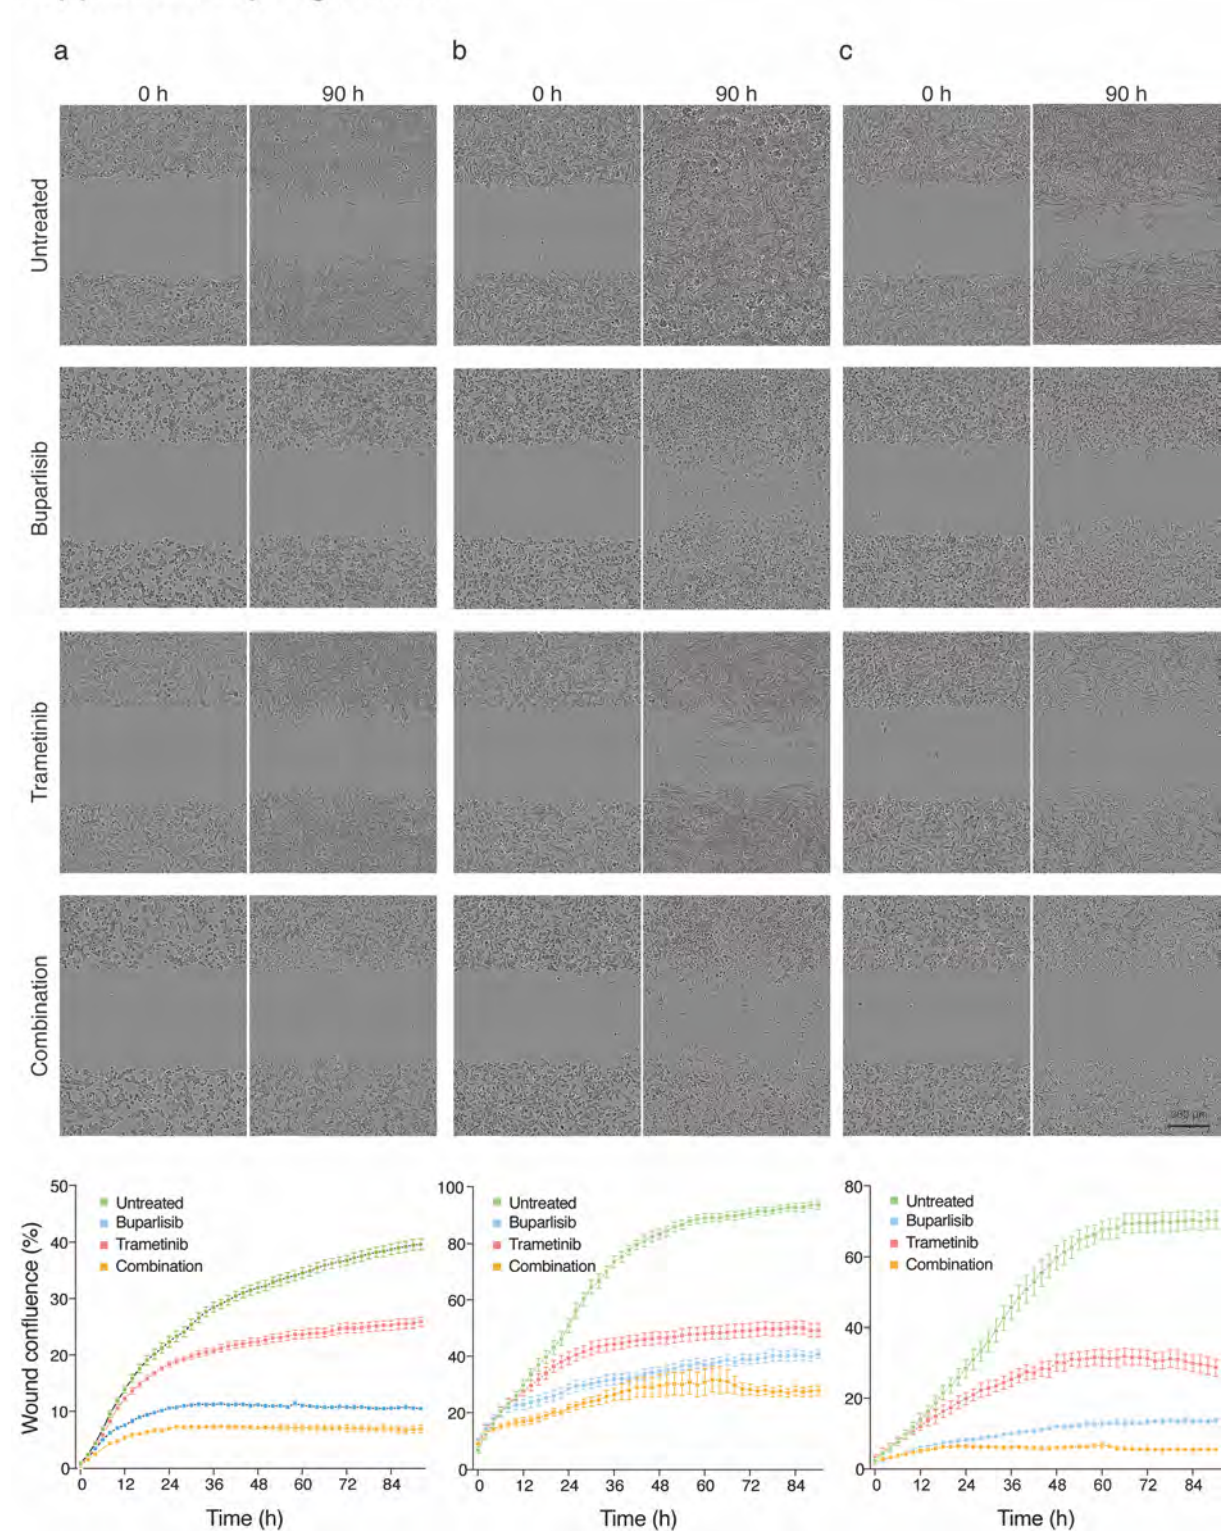 a b c
0 h 90 h 0 h 90 h 0 h 90 h
Untreated
Buparlisib
Trametinib
Combination
Wound confluence (%)
50
40
30
20
10
0
Untreated
Buparlisib
Trametinib
Combination
0 12 24 36 48 60 72 84
Time (h)
100
80
60
40
20
0
Untreated
Buparlisib
Trametinib
Combination
0 12 24 36 48 60 72 84
Time (h)
80
60
40
20
0
Untreated
Buparlisib
Trametinib
Combination
0 12 24 36 48 60 72 84
Time (h)